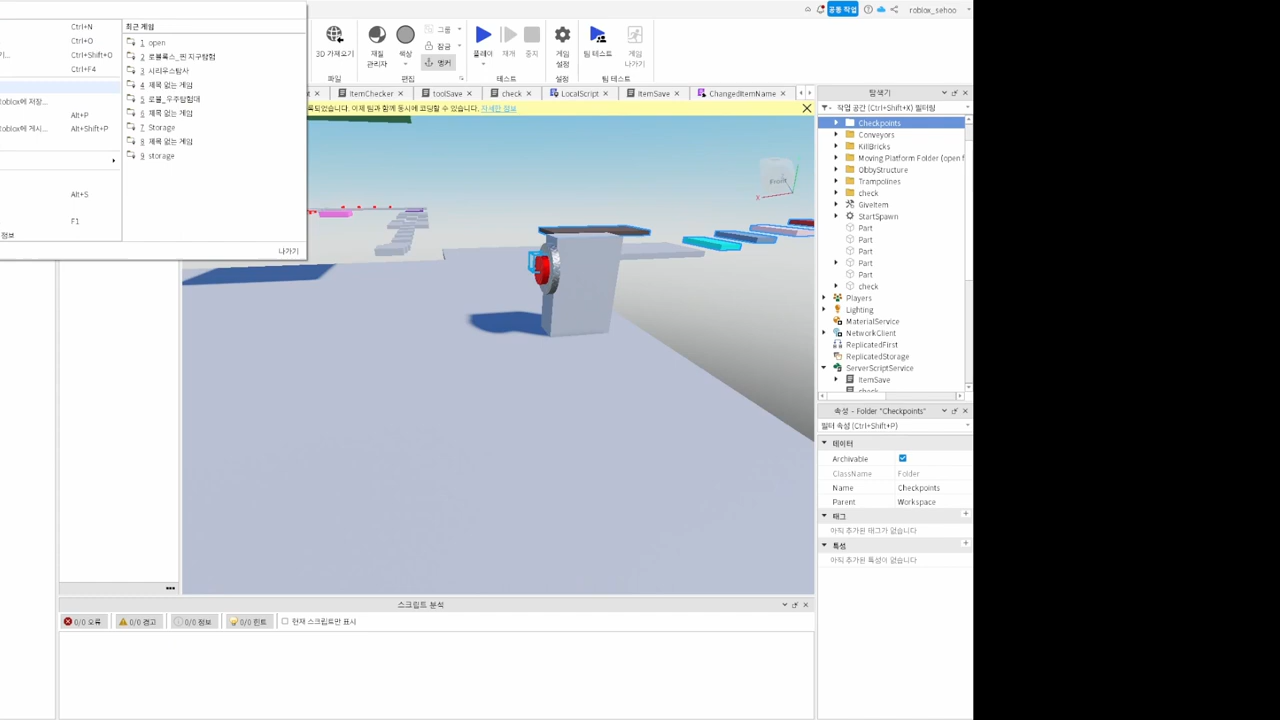 Ctrl+N
Ctrl+O
Ctrl+Shift+O
Ctrl+F4
Roblox에 저장...
Alt+P
Roblox에 게시...
Alt+Shift+P
Alt+S
F1
정보
최근 게임
1 open
2 로블록스_핀 지구탐험
3 시리우스탐사
4 제목 없는 게임
5 로블_우주탐험대
6 제목 없는 게임
7 Storage
8 제목 없는 게임
9 storage
나가기
roblox_sehoo
공동 작업
3D 가져오기
파일
재질 관리자
색상
그룹
잠금
앵커
편집
플레이
재개
중지
테스트
게임 설정
설정
팀 테스트
게임 나가기
팀 테스트
ItemChecker
toolSave
check
LocalScript
ItemSave
ChangedItemName
록되었습니다. 이제 팀과 함께 동시에 코딩할 수 있습니다. 자세한 정보
Front
X
탐색기
작업 공간 (Ctrl+Shift+X) 필터링
Checkpoints
Conveyors
KillBricks
Moving Platform Folder (open f
ObbyStructure
Trampolines
check
GiveItem
StartSpawn
Part
Part
Part
Part
Part
check
Players
Lighting
MaterialService
NetworkClient
ReplicatedFirst
ReplicatedStorage
ServerScriptService
ItemSave
check
속성 - Folder "Checkpoints"
필터 속성 (Ctrl+Shift+P)
데이터
Archivable
ClassName Folder
Name Checkpoints
Parent Workspace
태그
아직 추가된 태그가 없습니다
특성
아직 추가된 특성이 없습니다
스크립트 분석
0/0 오류
0/0 경고
0/0 정보
0/0 힌트
현재 스크립트만 표시